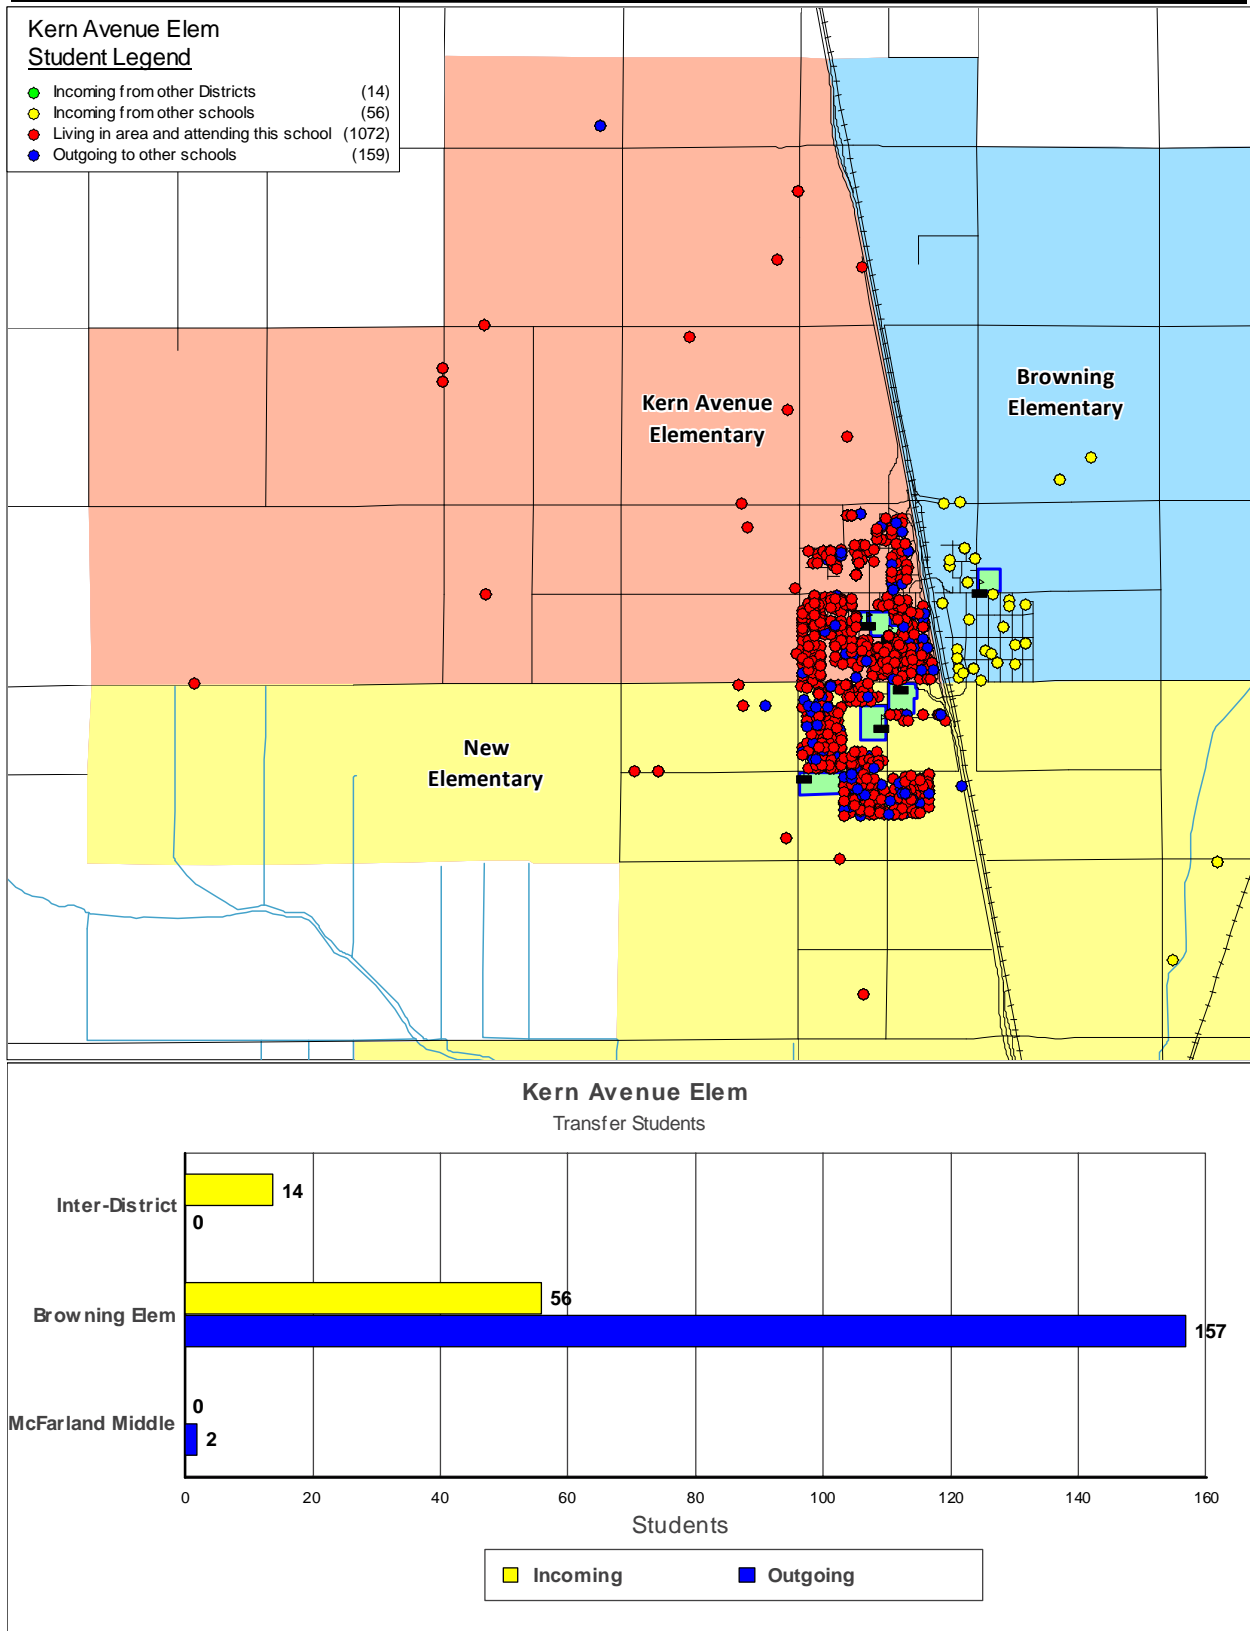 Kern Avenue Elem
Student Legend
Incoming from other Districts (14)
Incoming from other schools (56)
Living in area and attending this school (1072)
Outgoing to other schools (159)
Browning
Elementary
Kern Avenue
Elementary
New
Elementary
Kern Avenue Elem
Transfer Students
Inter-District
14
0
Browning Elem
56
157
McFarland Middle
0
2
0 20 40 60 80 100 120 140 160
Students
Incoming Outgoing